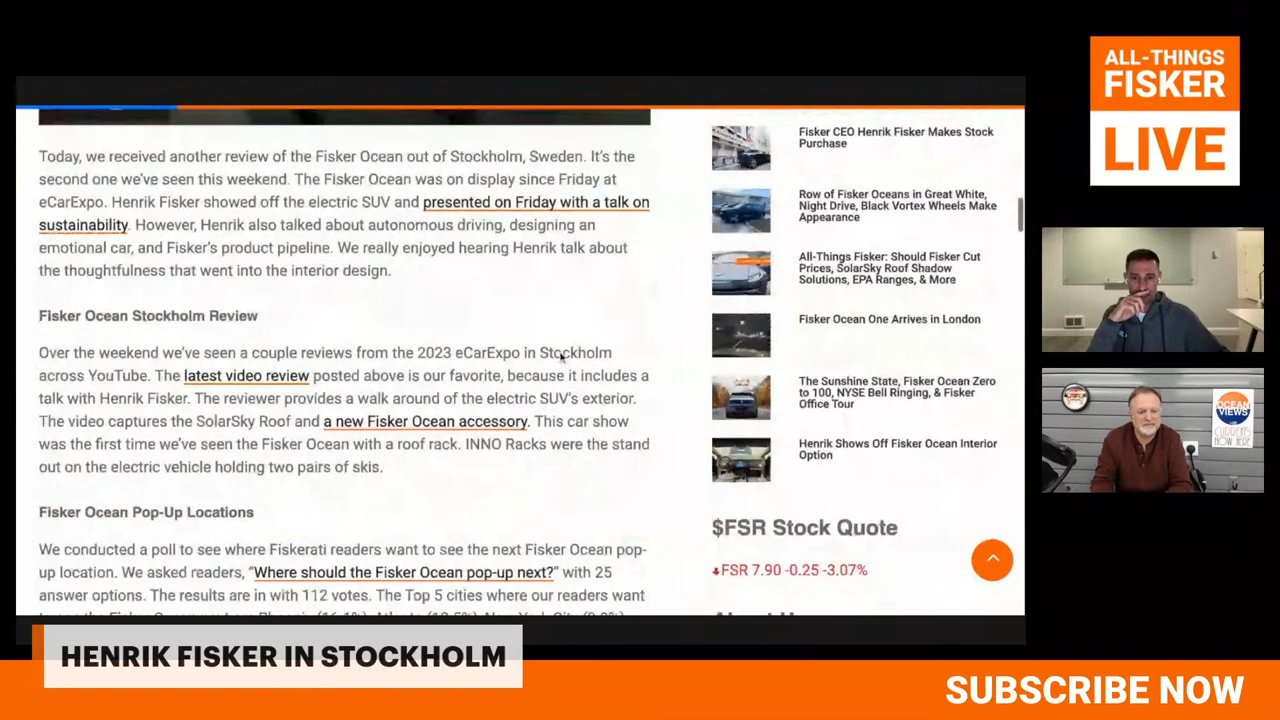 ALL-THINGS
FISKER
LIVE
Today, we received another review of the Fisker Ocean out of Stockholm, Sweden. It's the
second one we've seen this weekend. The Fisker Ocean was on display since Friday at
eCarExpo. Henrik Fisker showed off the electric SUV and presented on Friday with a talk on
sustainability. However, Henrik also talked about autonomous driving, designing an
emotional car, and Fisker's product pipeline. We really enjoyed hearing Henrik talk about
the thoughtfulness that went into the interior design.
Fisker Ocean Stockholm Review
Over the weekend we've seen a couple reviews from the 2023 eCarExpo in Stockholm
across YouTube. The latest video review posted above is our favorite, because it includes a
talk with Henrik Fisker. The reviewer provides a walk around of the electric SUV's exterior.
The video captures the SolarSky Roof and a new Fisker Ocean accessory. This car show
was the first time we've seen the Fisker Ocean with a roof rack. INNO Racks were the stand
out on the electric vehicle holding two pairs of skis.
Fisker Ocean Pop-Up Locations
We conducted a poll to see where Fiskerati readers want to see the next Fisker Ocean pop-
up location. We asked readers, “Where should the Fisker Ocean pop-up next?” with 25
answer options. The results are in with 112 votes. The Top 5 cities where our readers want
Fisker CEO Henrik Fisker Makes Stock
Purchase
Row of Fisker Oceans in Great White,
Night Drive, Black Vortex Wheels Make
Appearance
All-Things Fisker: Should Fisker Cut
Prices, SolarSky Roof Shadow
Solutions, EPA Ranges, & More
Fisker Ocean One Arrives in London
The Sunshine State, Fisker Ocean Zero
to 100, NYSE Bell Ringing, & Fisker
Office Tour
Henrik Shows Off Fisker Ocean Interior
Option
$FSR Stock Quote
FSR 7.90 -0.25 -3.07%
OCEAN
VIEWS
HENRIK FISKER IN STOCKHOLM
SUBSCRIBE NOW